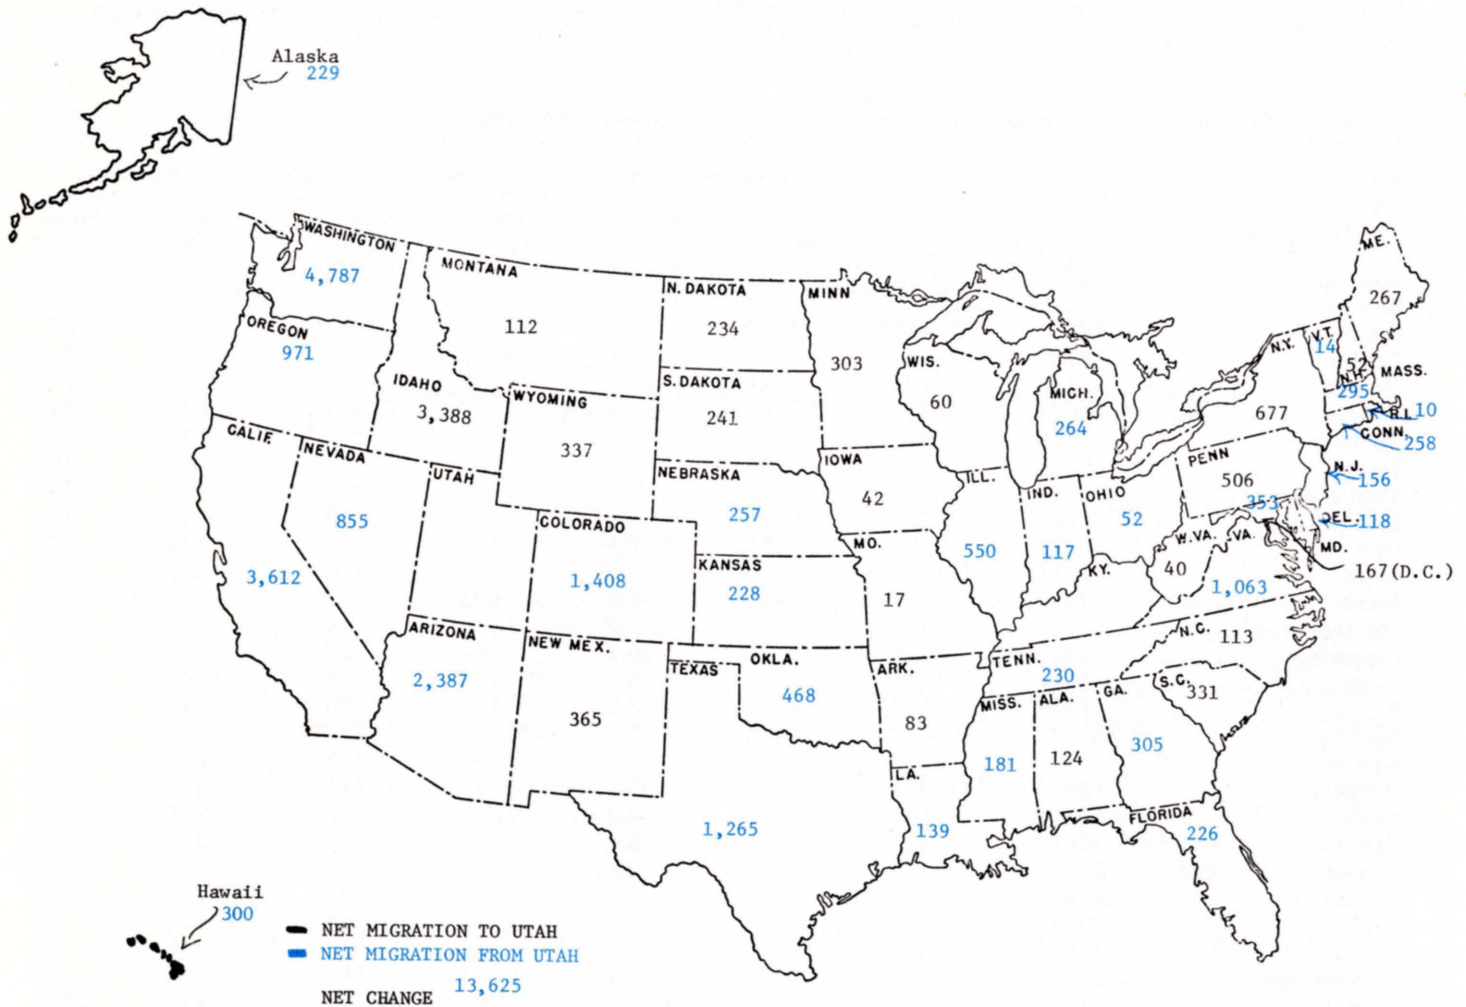 Alaska
229
WASHINGTON
4,787
MONTANA
112
N. DAKOTA
234
MINN
303
OREGON
971
IDAHO
3,388
WYOMING
337
S. DAKOTA
241
WIS.
60
MICH.
264
N.Y.
677
V.T.
14
ME.
267
52
N.H.
MASS.
295
R.I.
10
CONN.
258
CALIF.
3,612
NEVADA
855
UTAH
COLORADO
1,408
NEBRASKA
257
IOWA
42
ILL.
550
IND.
117
OHIO
52
PENN
506
N.J.
156
353
DEL.
118
MD.
167(D.C.)
W.VA.
40
VA.
1,063
KY.
KANSAS
228
MO.
17
ARIZONA
2,387
NEW MEX.
365
TEXAS
1,265
OKLA.
468
ARK.
83
TENN.
230
N.C.
113
S.C.
331
MISS.
181
ALA.
124
GA.
305
LA.
139
FLORIDA
226
Hawaii
300
NET MIGRATION TO UTAH
NET MIGRATION FROM UTAH
NET CHANGE 13,625